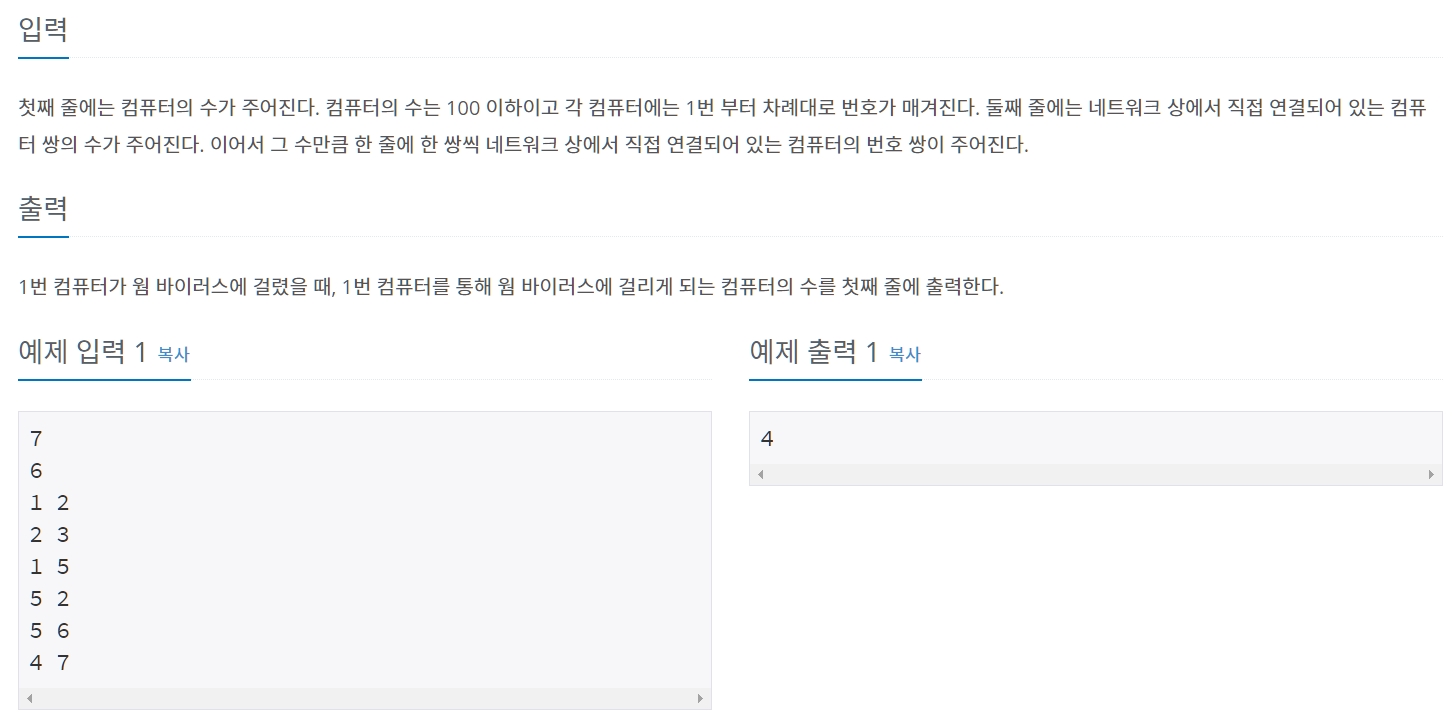 입력
첫째 줄에는 컴퓨터의 수가 주어진다. 컴퓨터의 수는 100 이하이고 각 컴퓨터에는 1번 부터 차례대로 번호가 매겨진다. 둘째 줄에는 네트워크 상에서 직접 연결되어 있는 컴퓨
터 쌍의 수가 주어진다. 이어서 그 수만큼 한 줄에 한 쌍씩 네트워크 상에서 직접 연결되어 있는 컴퓨터의 번호 쌍이 주어진다.
출력
1번 컴퓨터가 웜 바이러스에 걸렸을 때, 1번 컴퓨터를 통해 웜 바이러스에 걸리게 되는 컴퓨터의 수를 첫째 줄에 출력한다.
예제 입력 1 복사
7
6
1 2
2 3
1 5
5 2
5 6
4 7
예제 출력 1 복사
4